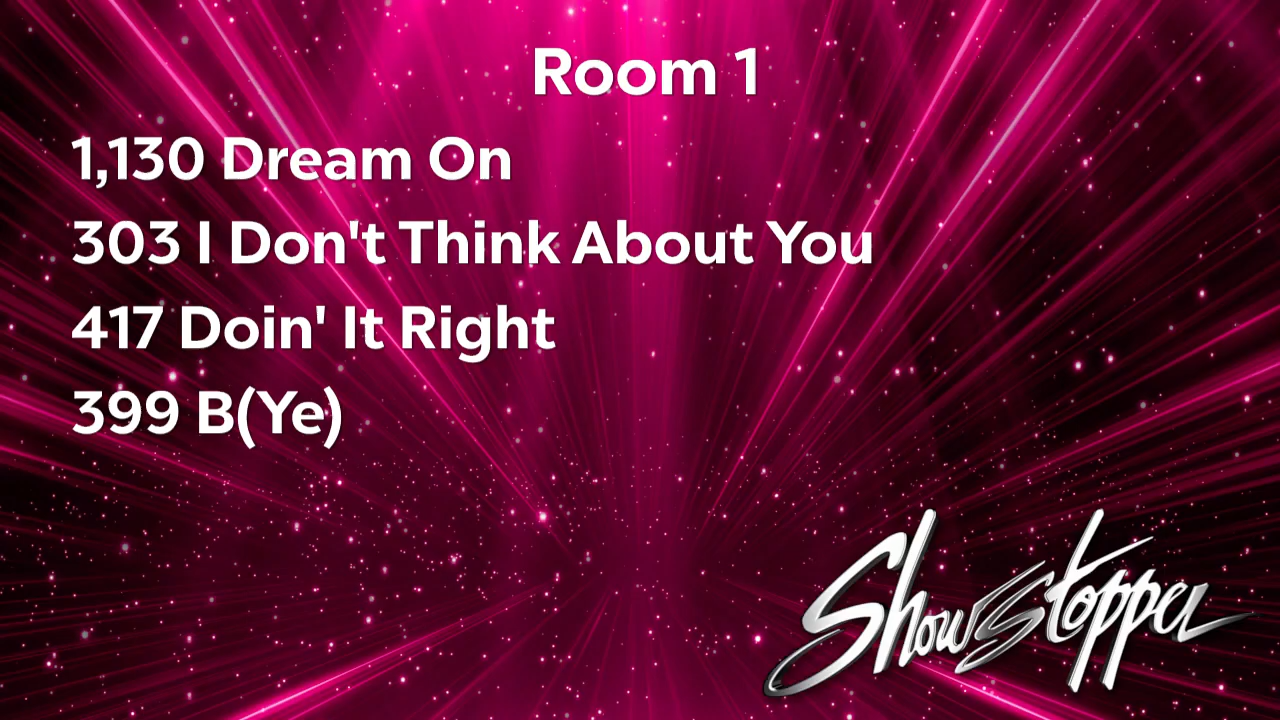 Room 1
1,130 Dream On
303 I Don't Think About You
417 Doin' It Right
399 B(Ye)
Showstopper